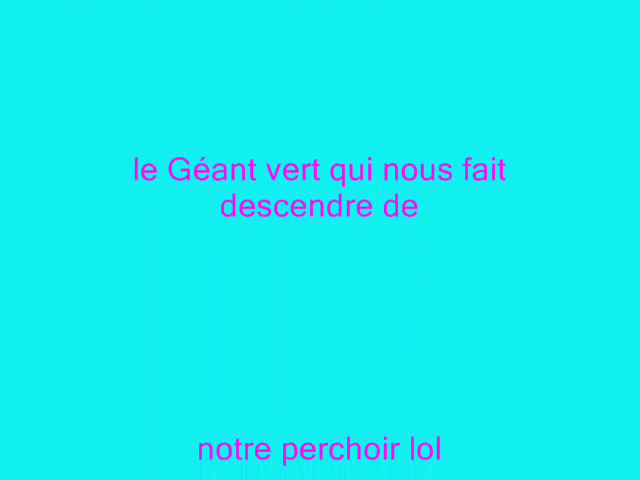 le Géant vert qui nous fait
descendre de
notre perchoir lol